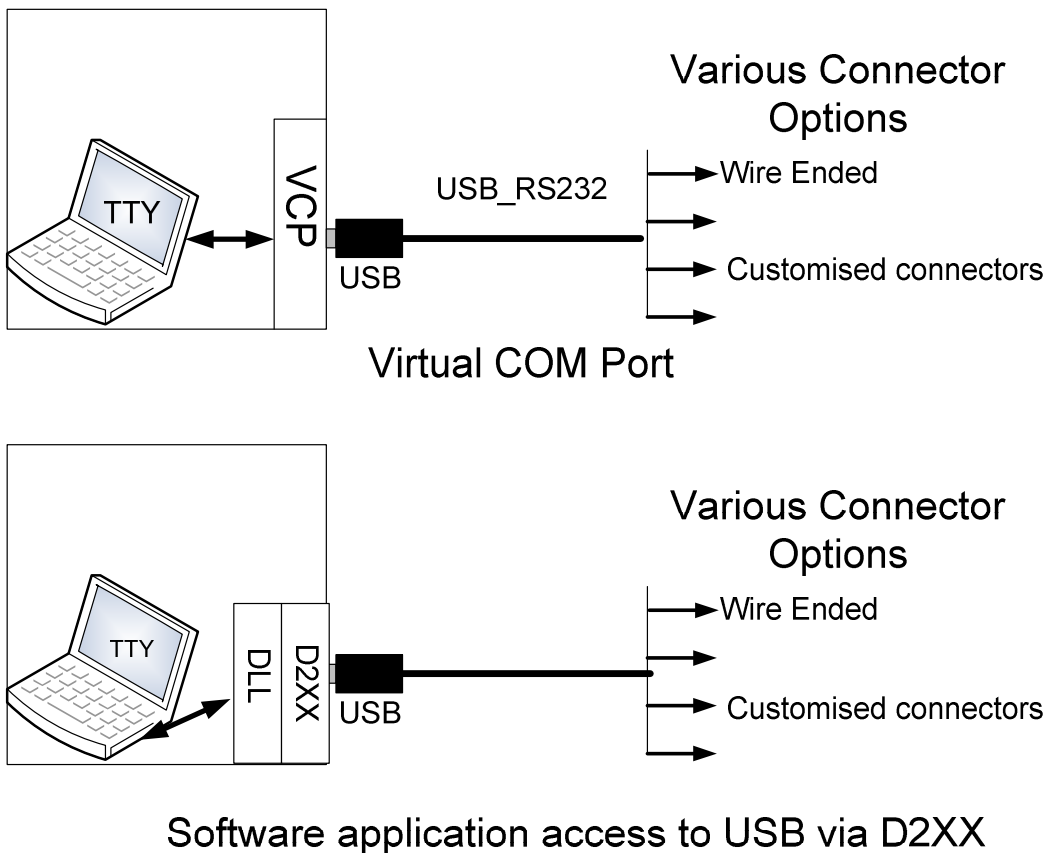 Various Connector
Options
Wire Ended
USB_RS232
TTY
VCP
USB
Customised connectors
Virtual COM Port
Various Connector
Options
Wire Ended
TTY
DLL
D2XX
USB
Customised connectors
Software application access to USB via D2XX